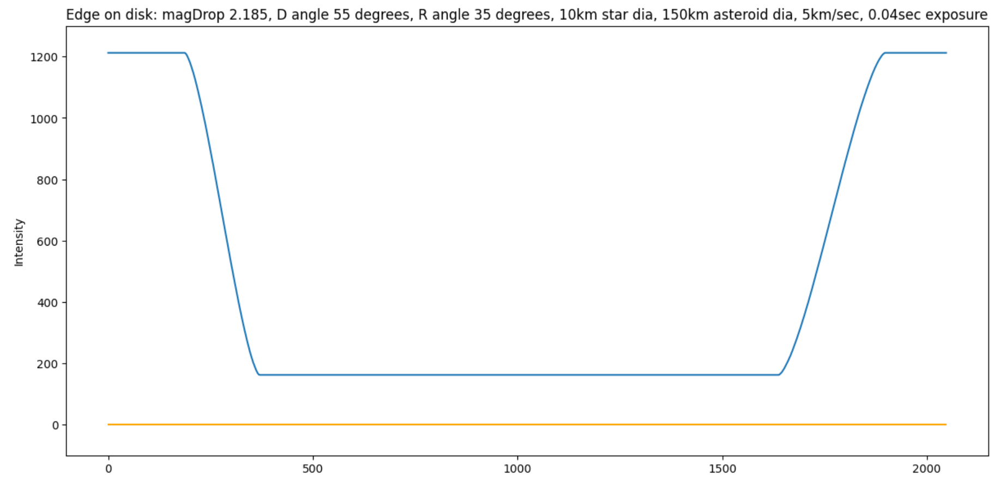 Edge on disk: magDrop 2.185, D angle 55 degrees, R angle 35 degrees, 10km star dia, 150km asteroid dia, 5km/sec, 0.04sec exposure
1200
1000
800
600
400
200
0
Intensity
0 500 1000 1500 2000